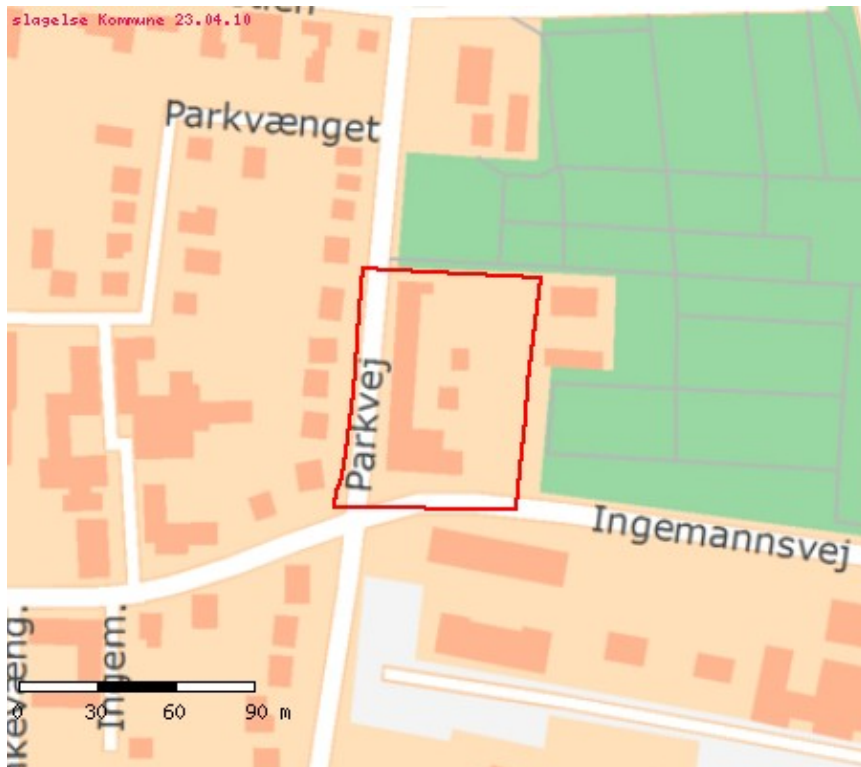 slagelse Kommune 23.04.10
Parkvænget
Parkvej
Ingemannsvej
Ingem.
0 30 60 90 m